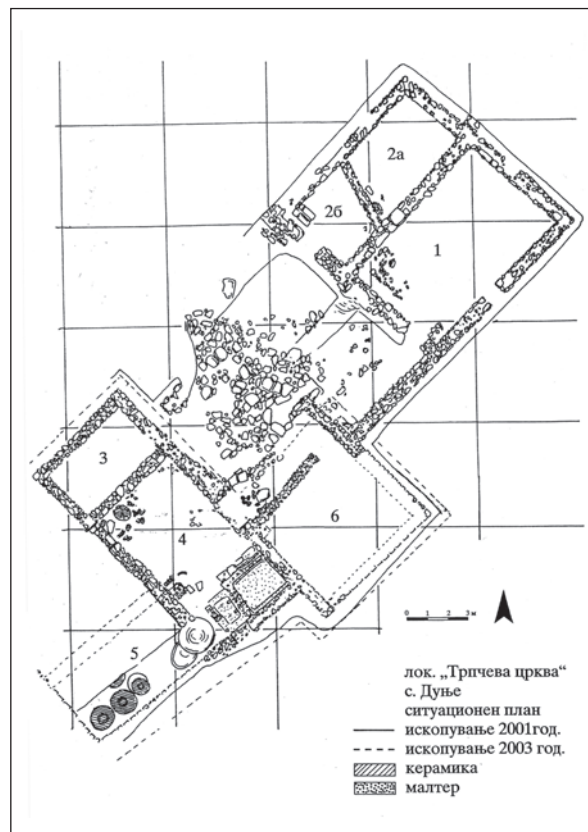 2а
2б
1
3
4
6
5
0 1 2 3м
лок. „Трпчева црква“
с. Дуње
ситуационен план
ископување 2001год.
ископување 2003 год.
керамика
малтер